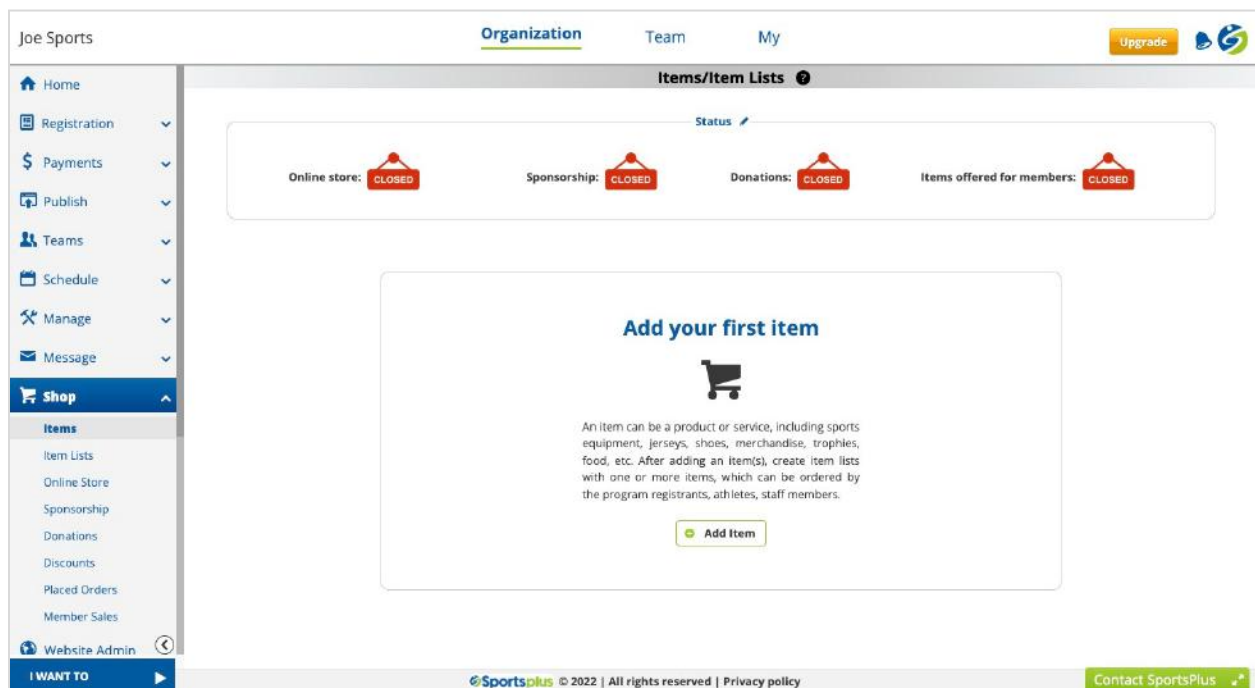 Joe Sports
Organization
Team
My
Upgrade
Items/Item Lists ?
Home
Registration
$ Payments
Publish
Teams
Schedule
Manage
Message
Shop
Items
Item Lists
Online Store
Sponsorship
Donations
Discounts
Placed Orders
Member Sales
Website Admin
I WANT TO
Status
Online store: CLOSED
Sponsorship: CLOSED
Donations: CLOSED
Items offered for members: CLOSED
Add your first item
An item can be a product or service, including sports
equipment, jerseys, shoes, merchandise, trophies,
food, etc. After adding an item(s), create item lists
with one or more items, which can be ordered by
the program registrants, athletes, staff members.
Add Item
Sportsplus © 2022 | All rights reserved | Privacy policy
Contact SportsPlus